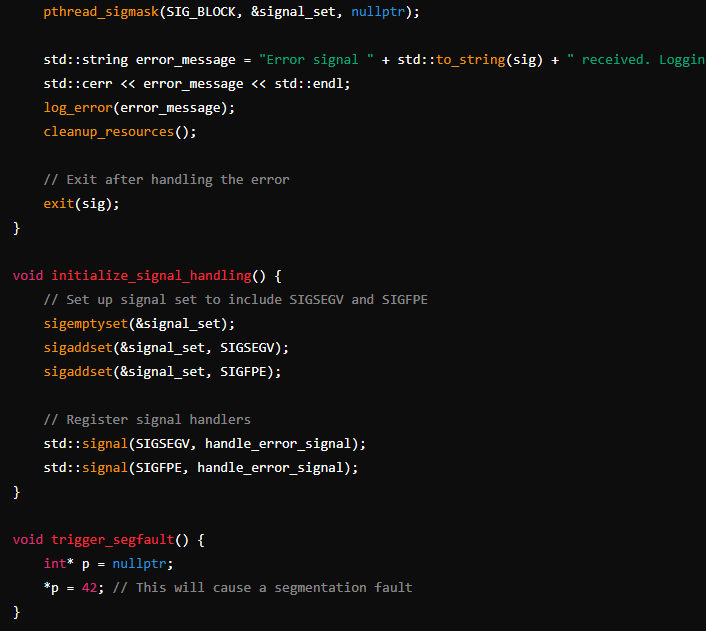 pthread_sigmask(SIG_BLOCK, &signal_set, nullptr);
std::string error_message = "Error signal " + std::to_string(sig) + " received. Loggin
std::cerr << error_message << std::endl;
log_error(error_message);
cleanup_resources();
// Exit after handling the error
exit(sig);
}
void initialize_signal_handling() {
// Set up signal set to include SIGSEGV and SIGFPE
sigemptyset(&signal_set);
sigaddset(&signal_set, SIGSEGV);
sigaddset(&signal_set, SIGFPE);
// Register signal handlers
std::signal(SIGSEGV, handle_error_signal);
std::signal(SIGFPE, handle_error_signal);
}
void trigger_segfault() {
int* p = nullptr;
*p = 42; // This will cause a segmentation fault
}